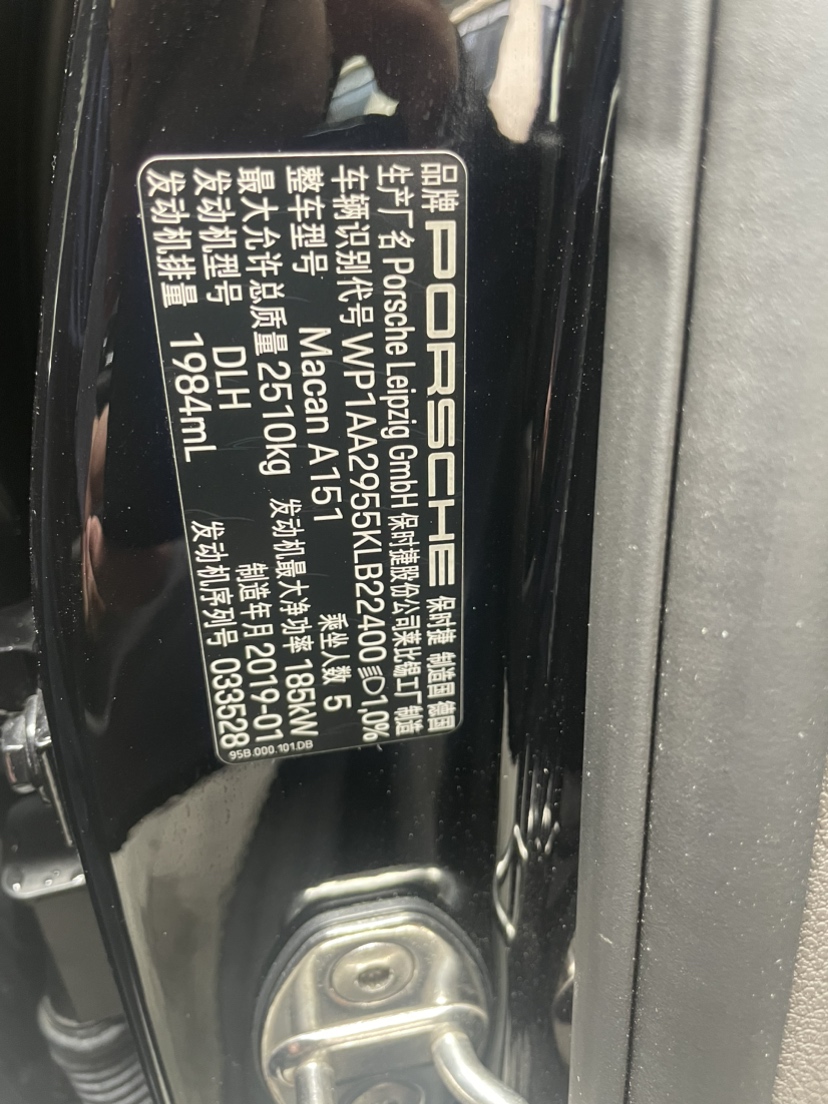 品牌 PORSCHE 保时捷 制造国 德国
生产厂名 Porsche Leipzig GmbH 保时捷股份公司莱比锡工厂制造
车辆识别代号 WP1AA2955KLB22400 1,0%
整车型号 Macan A151 乘坐人数 5
最大允许总质量 2510kg 发动机最大净功率 185kW
发动机型号 DLH 制造年月 2019-01
发动机排量 1984mL 发动机序列号 033528
95B.000.101.DB